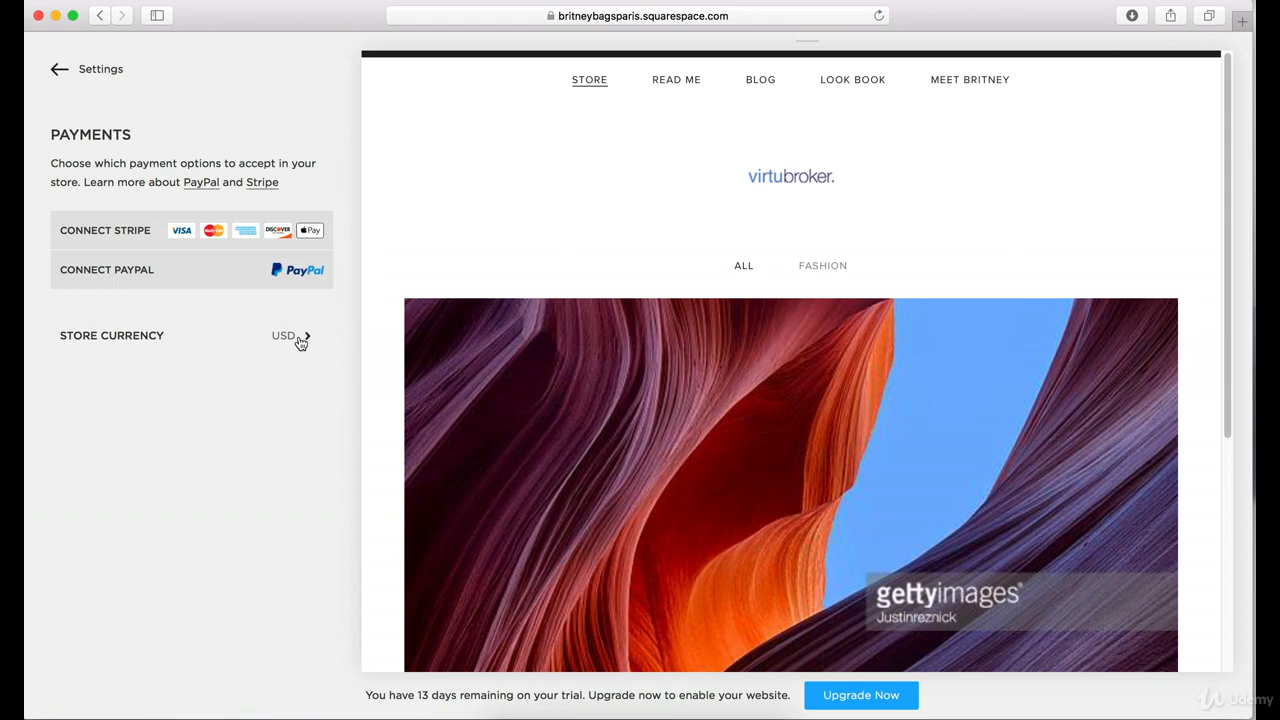 britneybagsparis.squarespace.com
Settings
STORE
READ ME
BLOG
LOOK BOOK
MEET BRITNEY
PAYMENTS
Choose which payment options to accept in your
store. Learn more about PayPal and Stripe
virtubroker.
CONNECT STRIPE VISA MasterCard DISCOVER Pay
CONNECT PAYPAL PayPal
ALL
FASHION
STORE CURRENCY USD
gettyimages®
Justinreznick
You have 13 days remaining on your trial. Upgrade now to enable your website. Upgrade Now
Udemy